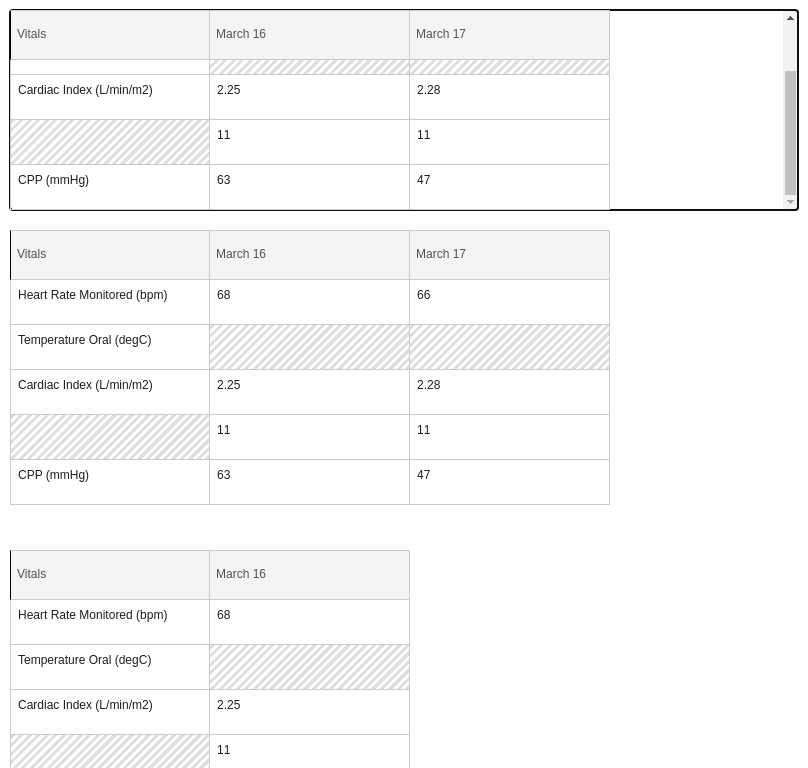 Vitals March 16 March 17
Cardiac Index (L/min/m2) 2.25 2.28
11 11
CPP (mmHg) 63 47
Vitals March 16 March 17
Heart Rate Monitored (bpm) 68 66
Temperature Oral (degC)
Cardiac Index (L/min/m2) 2.25 2.28
11 11
CPP (mmHg) 63 47
Vitals March 16
Heart Rate Monitored (bpm) 68
Temperature Oral (degC)
Cardiac Index (L/min/m2) 2.25
11